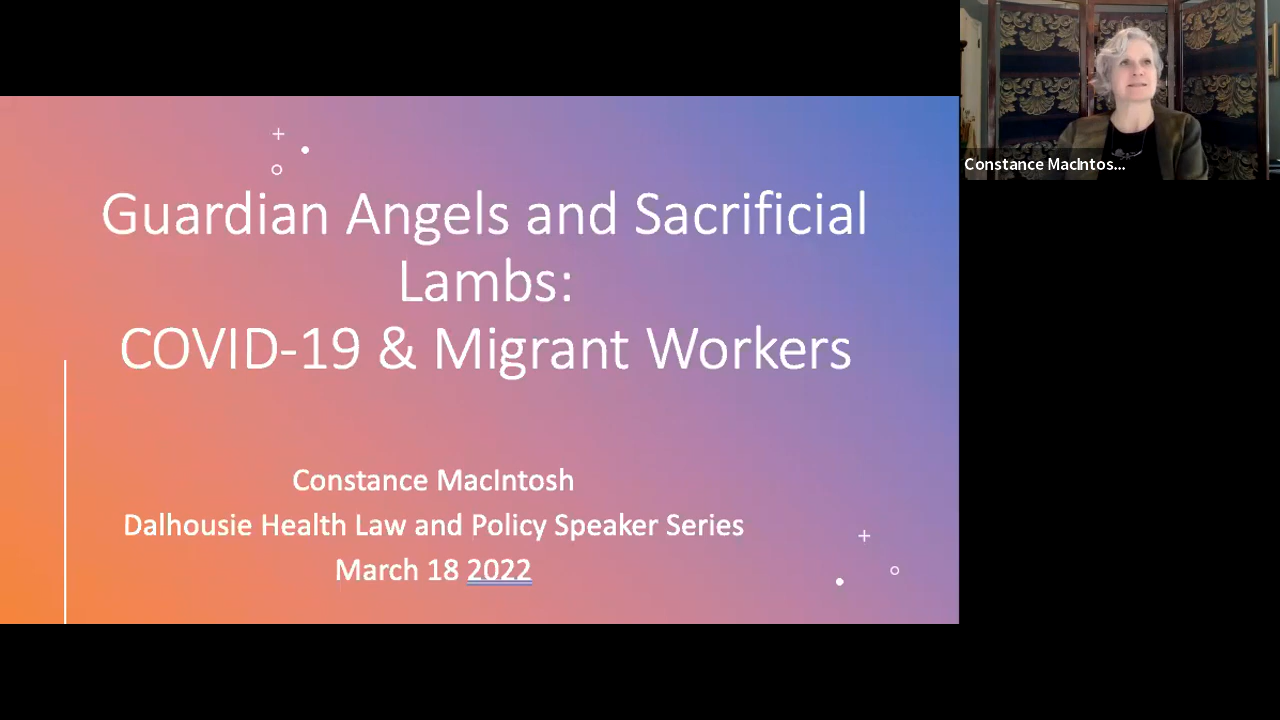 Guardian Angels and Sacrificial
Lambs:
COVID-19 & Migrant Workers
Constance MacIntosh
Dalhousie Health Law and Policy Speaker Series
March 18 2022
Constance MacIntos...